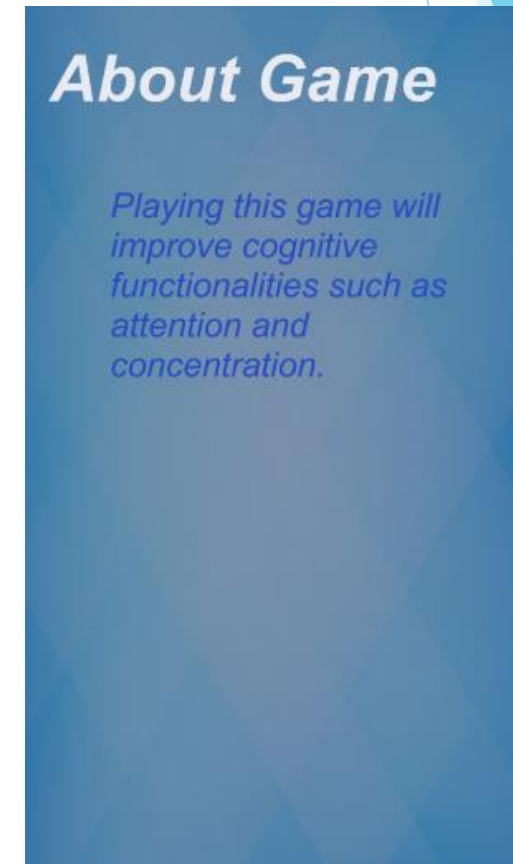 About Game
Playing this game will
improve cognitive
functionalities such as
attention and
concentration.